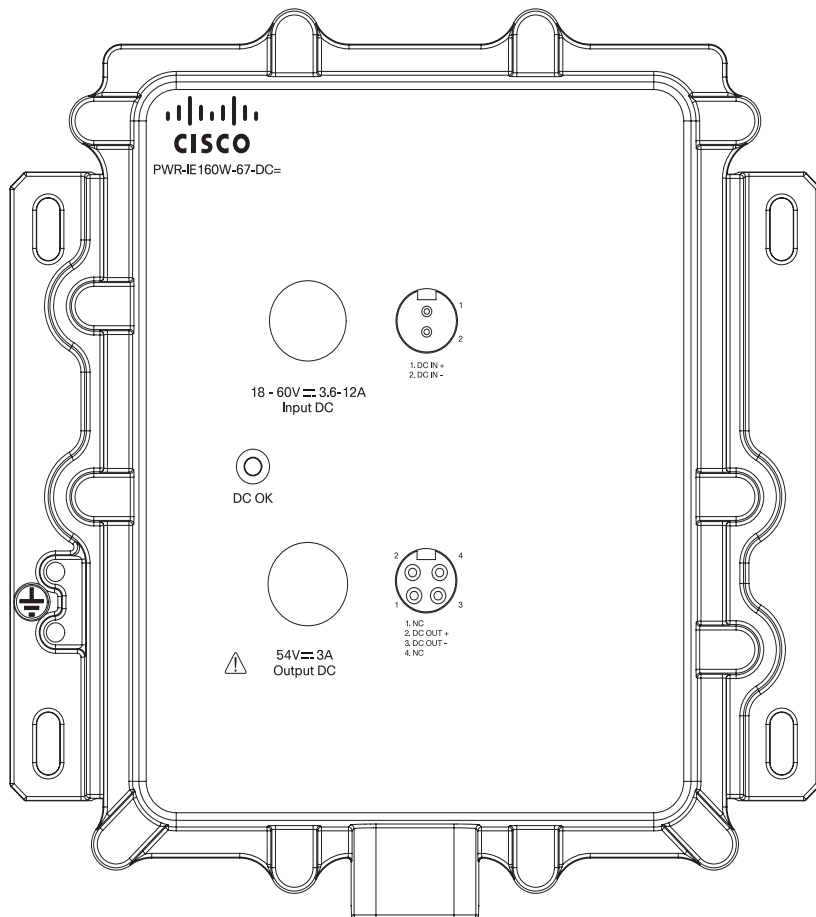 CISCO
PWR-IE160W-67-DC=
1
2
1. DC IN +
2. DC IN -
18 - 60V ⎓ 3.6-12A
Input DC
DC OK
2
4
1
3
1. NC
2. DC OUT +
3. DC OUT -
4. NC
54V ⎓ 3A
Output DC